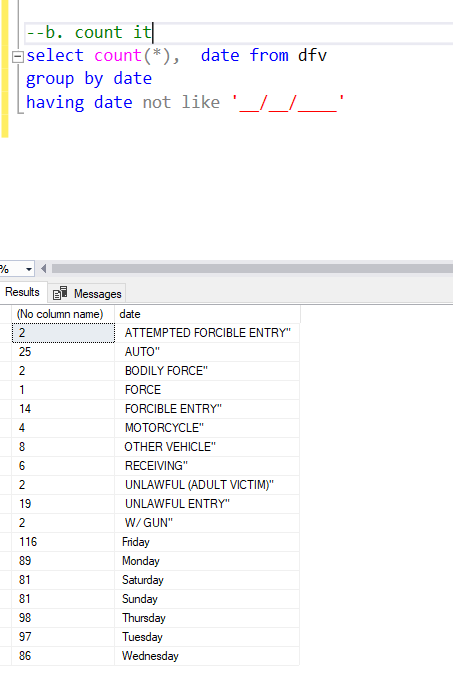 --b. count it
select count(*),  date from dfv
group by date
having date not like '__/__/____'
%
Results Messages
(No column name) date
2 ATTEMPTED FORCIBLE ENTRY"
25 AUTO"
2 BODILY FORCE"
1 FORCE
14 FORCIBLE ENTRY"
4 MOTORCYCLE"
8 OTHER VEHICLE"
6 RECEIVING"
2 UNLAWFUL (ADULT VICTIM)"
19 UNLAWFUL ENTRY"
2 W/ GUN"
116 Friday
89 Monday
81 Saturday
81 Sunday
98 Thursday
97 Tuesday
86 Wednesday